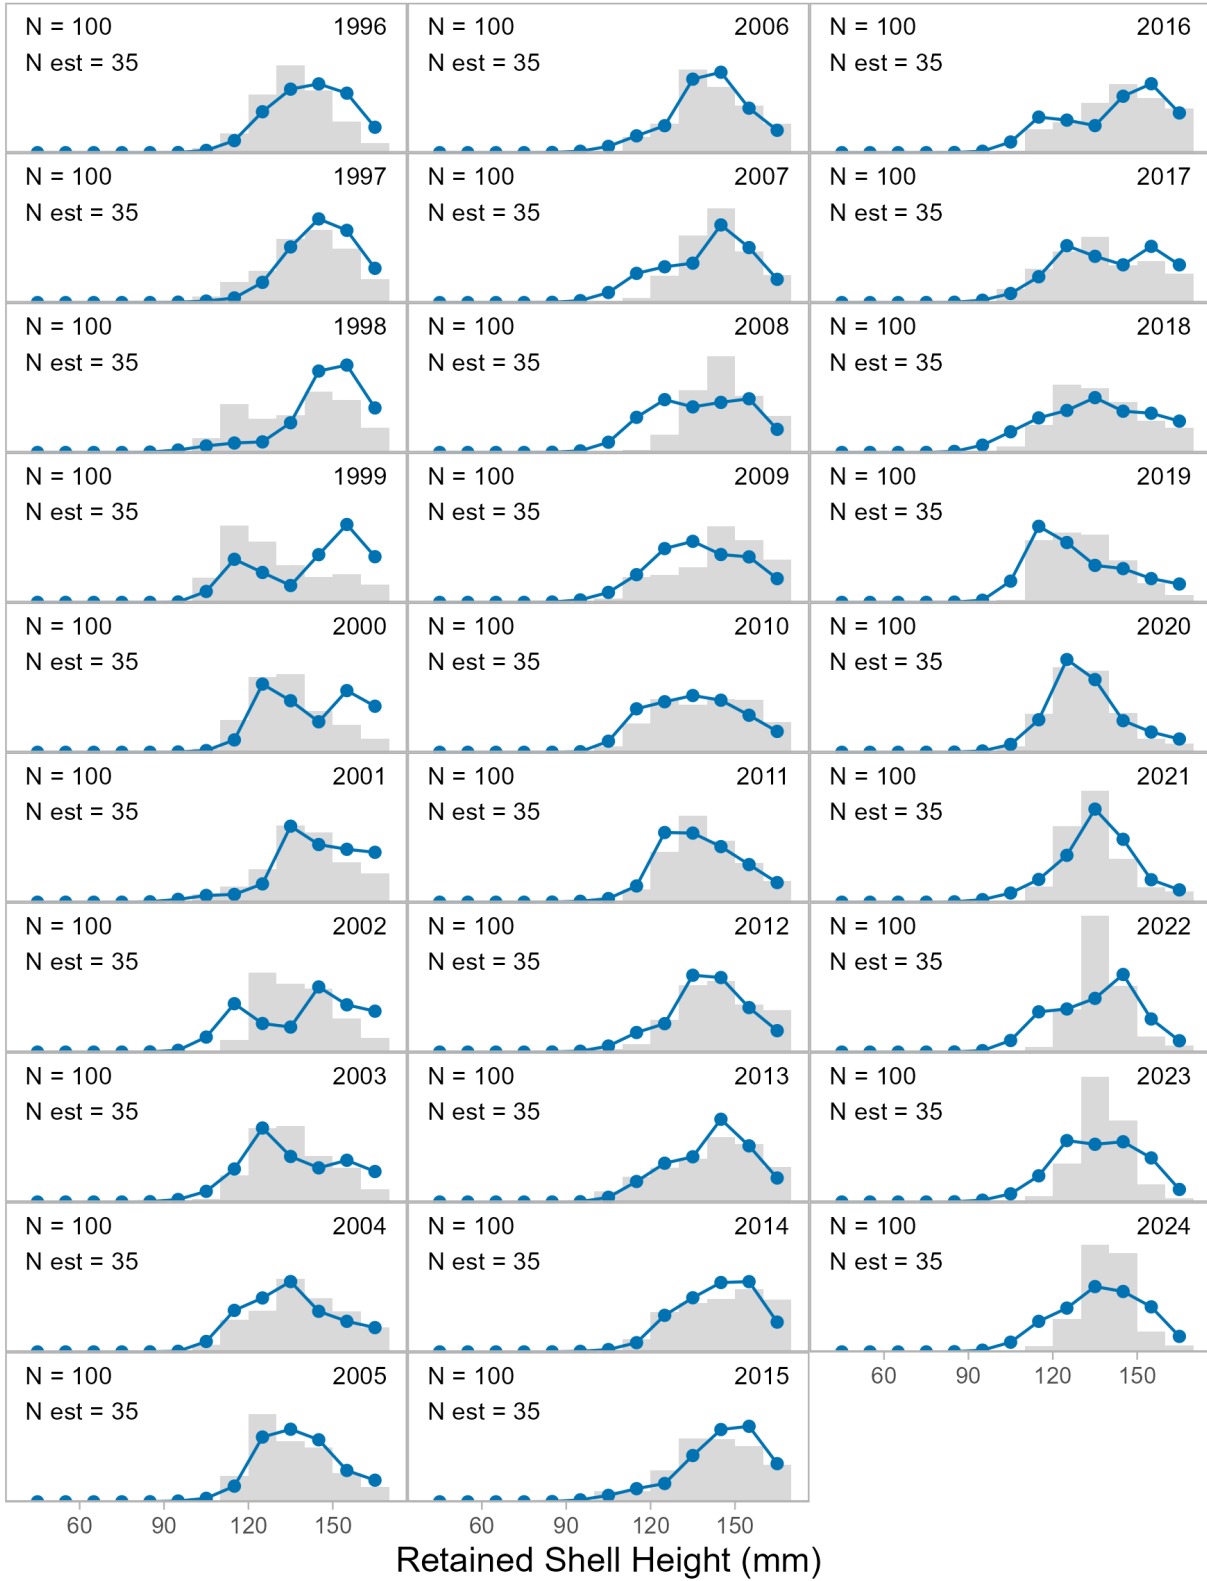 N = 100 1996
N est = 35
N = 100 2006
N est = 35
N = 100 2016
N est = 35
N = 100 1997
N est = 35
N = 100 2007
N est = 35
N = 100 2017
N est = 35
N = 100 1998
N est = 35
N = 100 2008
N est = 35
N = 100 2018
N est = 35
N = 100 1999
N est = 35
N = 100 2009
N est = 35
N = 100 2019
N est = 35
N = 100 2000
N est = 35
N = 100 2010
N est = 35
N = 100 2020
N est = 35
N = 100 2001
N est = 35
N = 100 2011
N est = 35
N = 100 2021
N est = 35
N = 100 2002
N est = 35
N = 100 2012
N est = 35
N = 100 2022
N est = 35
N = 100 2003
N est = 35
N = 100 2013
N est = 35
N = 100 2023
N est = 35
N = 100 2004
N est = 35
N = 100 2014
N est = 35
N = 100 2024
N est = 35
60 90 120 150
N = 100 2005
N est = 35
N = 100 2015
N est = 35
60 90 120 150
60 90 120 150
Retained Shell Height (mm)